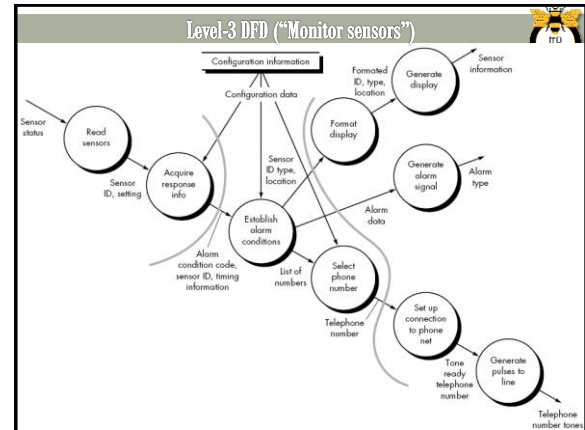 Level-3 DFD ("Monitor sensors")
İTÜ
Configuration information
Configuration data
Sensor
status
Read
sensors
Sensor
ID, setting
Acquire
response
info
Alarm
condition code,
sensor ID, timing
information
Establish
alarm
conditions
Sensor
ID type,
location
Format
display
Formated
ID, type,
location
Generate
display
Sensor
information
Alarm
data
Generate
alarm
signal
Alarm
type
List of
numbers
Select
phone
number
Telephone
number
Set up
connection
to phone
net
Tone
ready
telephone
number
Generate
pulses to
line
Telephone
number tones